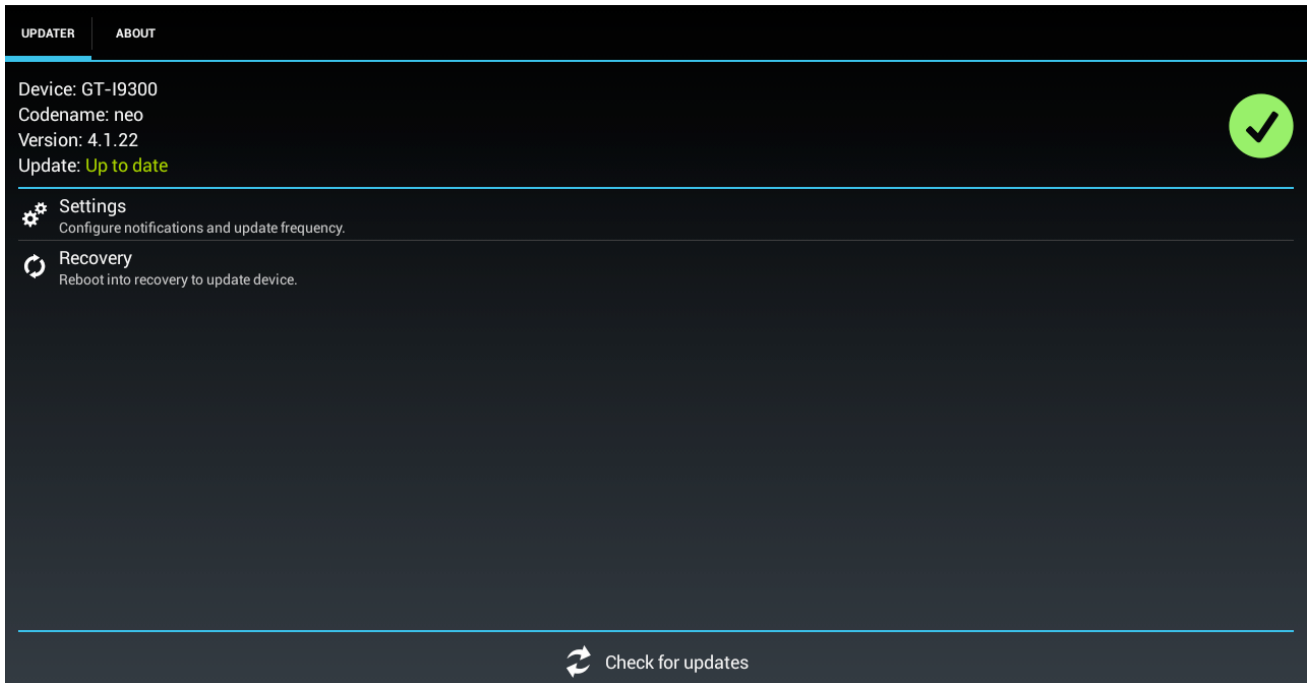 UPDATER ABOUT
Device: GT-I9300
Codename: neo
Version: 4.1.22
Update: Up to date
Settings
Configure notifications and update frequency.
Recovery
Reboot into recovery to update device.
Check for updates